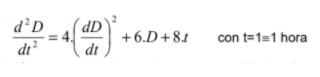 d²D/dt² = 4.(dD/dt)² + 6.D + 8.t con t=1≡1 hora